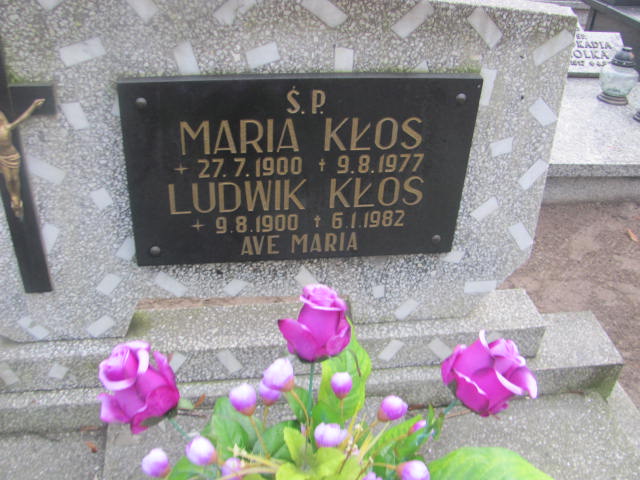 Ś.P.
MARIA KŁOS
+ 27.7.1900 † 9.8.1977
LUDWIK KŁOS
+ 9.8.1900 † 6.1.1982
AVE MARIA